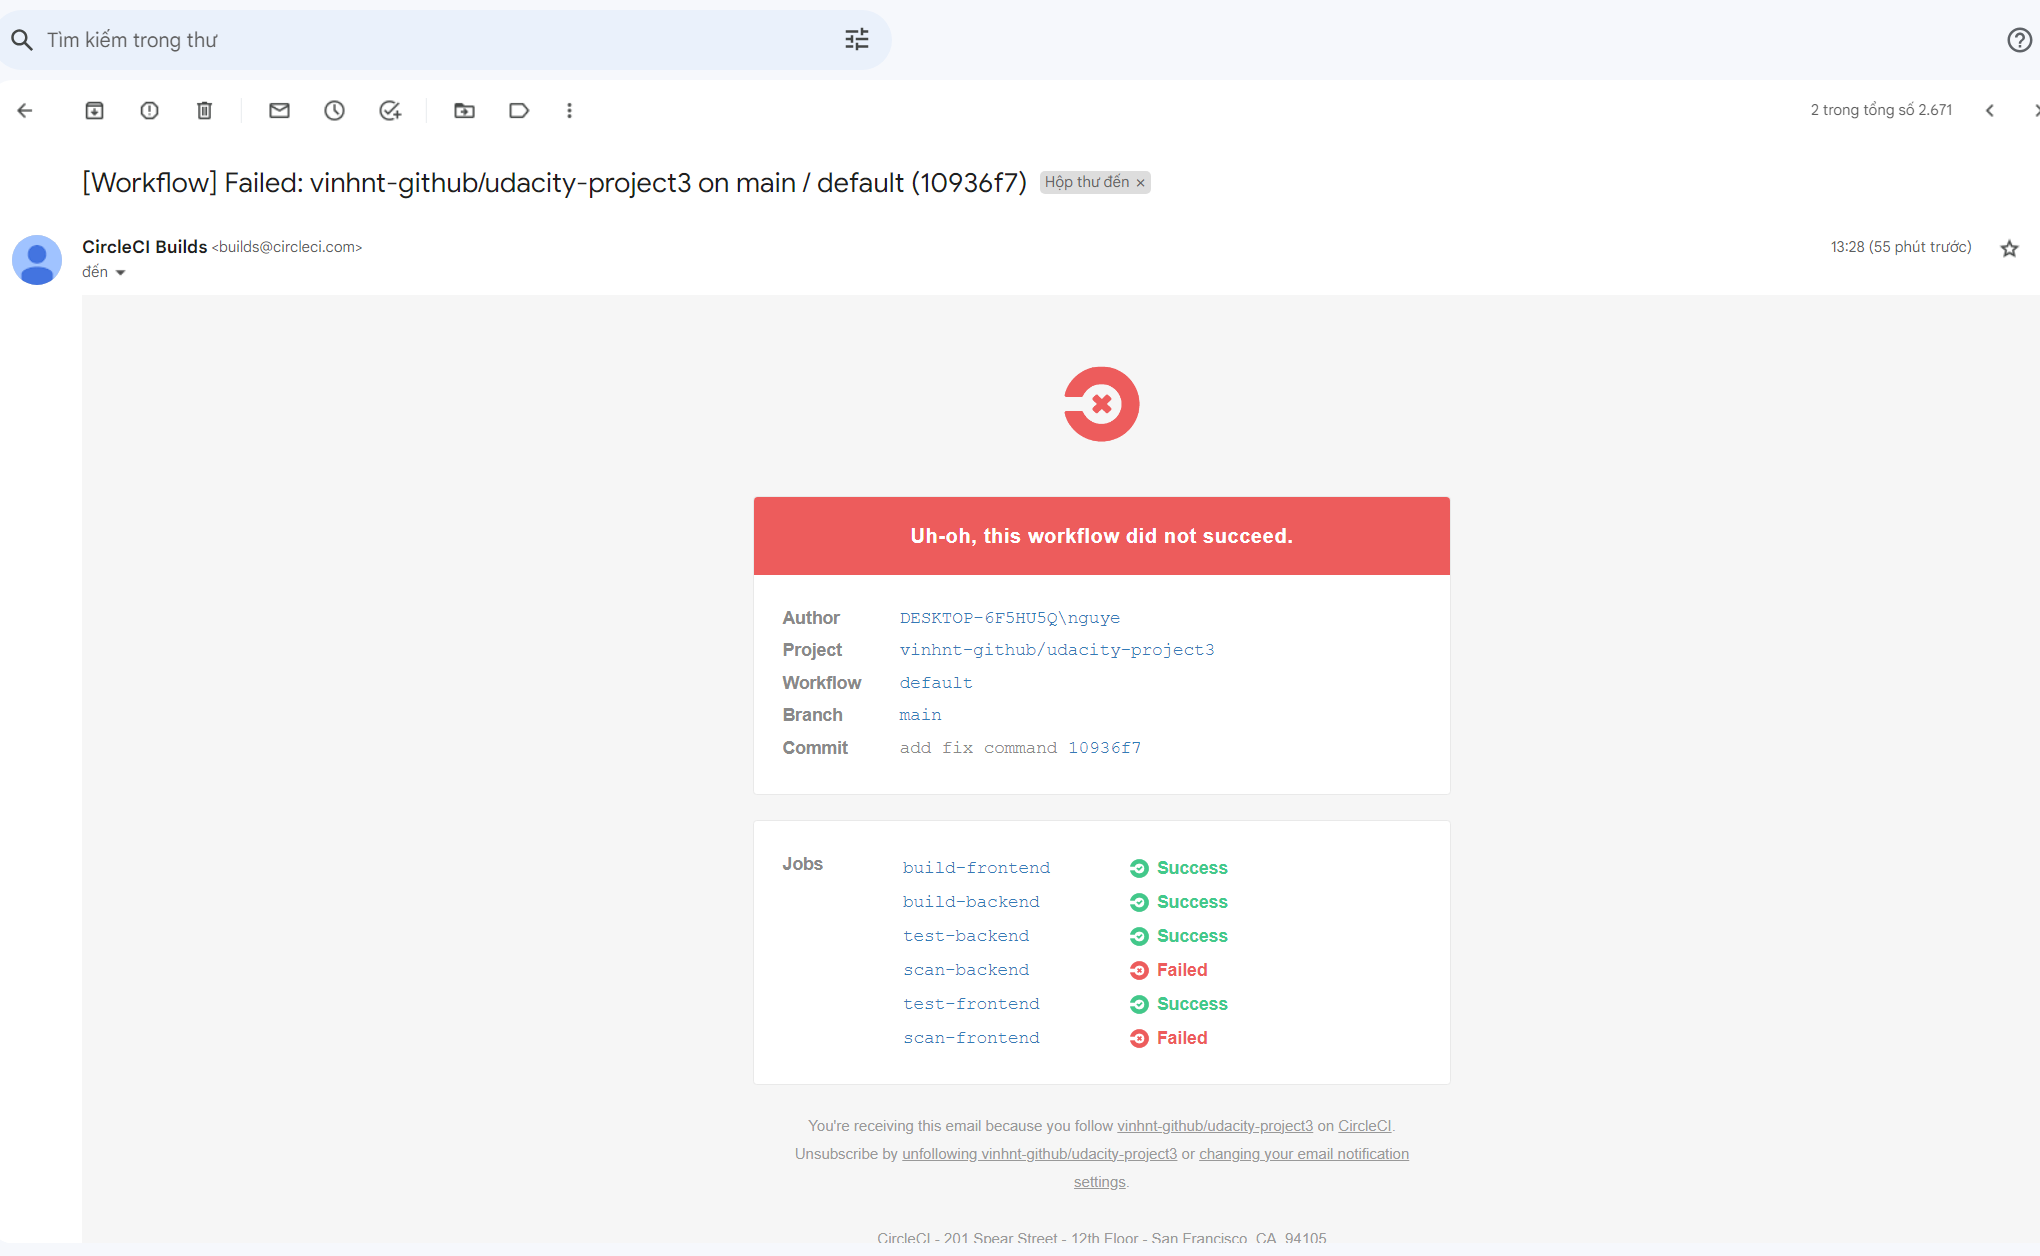 Tìm kiếm trong thư
2 trong tổng số 2.671
[Workflow] Failed: vinhnt-github/udacity-project3 on main / default (10936f7) Hộp thư đến ×
CircleCI Builds <builds@circleci.com>
13:28 (55 phút trước)
đến
Uh-oh, this workflow did not succeed.
Author DESKTOP-6F5HU5Q\nguye
Project vinhnt-github/udacity-project3
Workflow default
Branch main
Commit add fix command 10936f7
Jobs build-frontend Success
build-backend Success
test-backend Success
scan-backend Failed
test-frontend Success
scan-frontend Failed
You're receiving this email because you follow vinhnt-github/udacity-project3 on CircleCI.
Unsubscribe by unfollowing vinhnt-github/udacity-project3 or changing your email notification
settings.
CircleCI - 201 Spear Street - 12th Floor - San Francisco, CA, 94105